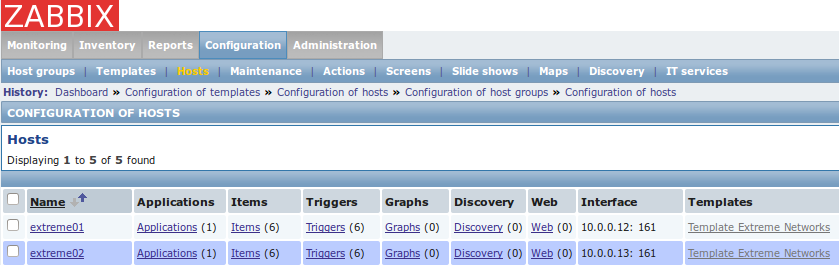 ZABBIX
Monitoring Inventory Reports Configuration Administration
Host groups | Templates | Hosts | Maintenance | Actions | Screens | Slide shows | Maps | Discovery | IT services
History: Dashboard » Configuration of templates » Configuration of hosts » Configuration of host groups » Configuration of hosts
CONFIGURATION OF HOSTS
Hosts
Displaying 1 to 5 of 5 found
Name Applications Items Triggers Graphs Discovery Web Interface Templates
extreme01 Applications (1) Items (6) Triggers (6) Graphs (0) Discovery (0) Web (0) 10.0.0.12: 161 Template Extreme Networks
extreme02 Applications (1) Items (6) Triggers (6) Graphs (0) Discovery (0) Web (0) 10.0.0.13: 161 Template Extreme Networks